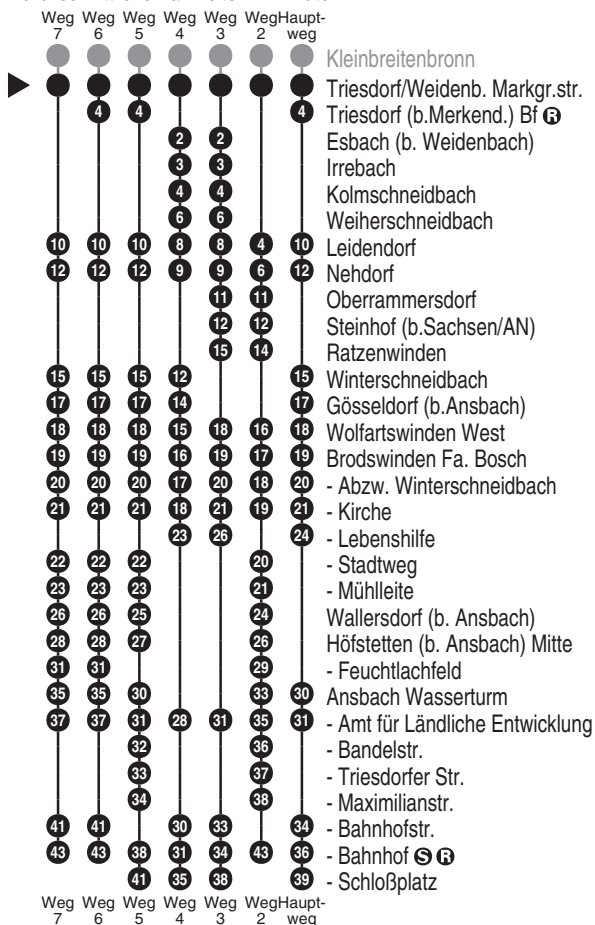 Weg Weg Weg Weg Weg WegHaupt-
7 6 5 4 3 2 weg
Kleinbreitenbronn
Triesdorf/Weidenb. Markgr.str.
4 4 4 Triesdorf (b.Merkend.) Bf R
2 2 Esbach (b. Weidenbach)
3 3 Irrebach
4 4 Kolmschneidbach
6 6 Weiherschneidbach
10 10 10 8 8 4 10 Leidendorf
12 12 12 9 9 6 12 Nehdorf
11 11 Oberrammersdorf
12 12 Steinhof (b.Sachsen/AN)
15 14 Ratzenwinden
15 15 15 12 15 Winterschneidbach
17 17 17 14 17 Gösseldorf (b.Ansbach)
18 18 18 15 18 16 18 Wolfartswinden West
19 19 19 16 19 17 19 Brodswinden Fa. Bosch
20 20 20 17 20 18 20 - Abzw. Winterschneidbach
21 21 21 18 21 19 21 - Kirche
23 26 24 - Lebenshilfe
22 22 22 20 - Stadtweg
23 23 23 21 - Mühlleite
26 26 25 24 Wallersdorf (b. Ansbach)
28 28 27 26 Höfstetten (b. Ansbach) Mitte
31 31 29 - Feuchtlachfeld
35 35 30 33 30 Ansbach Wasserturm
37 37 31 28 31 35 31 - Amt für Ländliche Entwicklung
32 36 - Bandelstr.
33 37 - Triesdorfer Str.
34 38 - Maximilianstr.
41 41 30 33 34 - Bahnhofstr.
43 43 38 31 34 43 36 - Bahnhof S R
41 35 38 39 - Schloßplatz
Weg Weg Weg Weg Weg WegHaupt-
7 6 5 4 3 2 weg